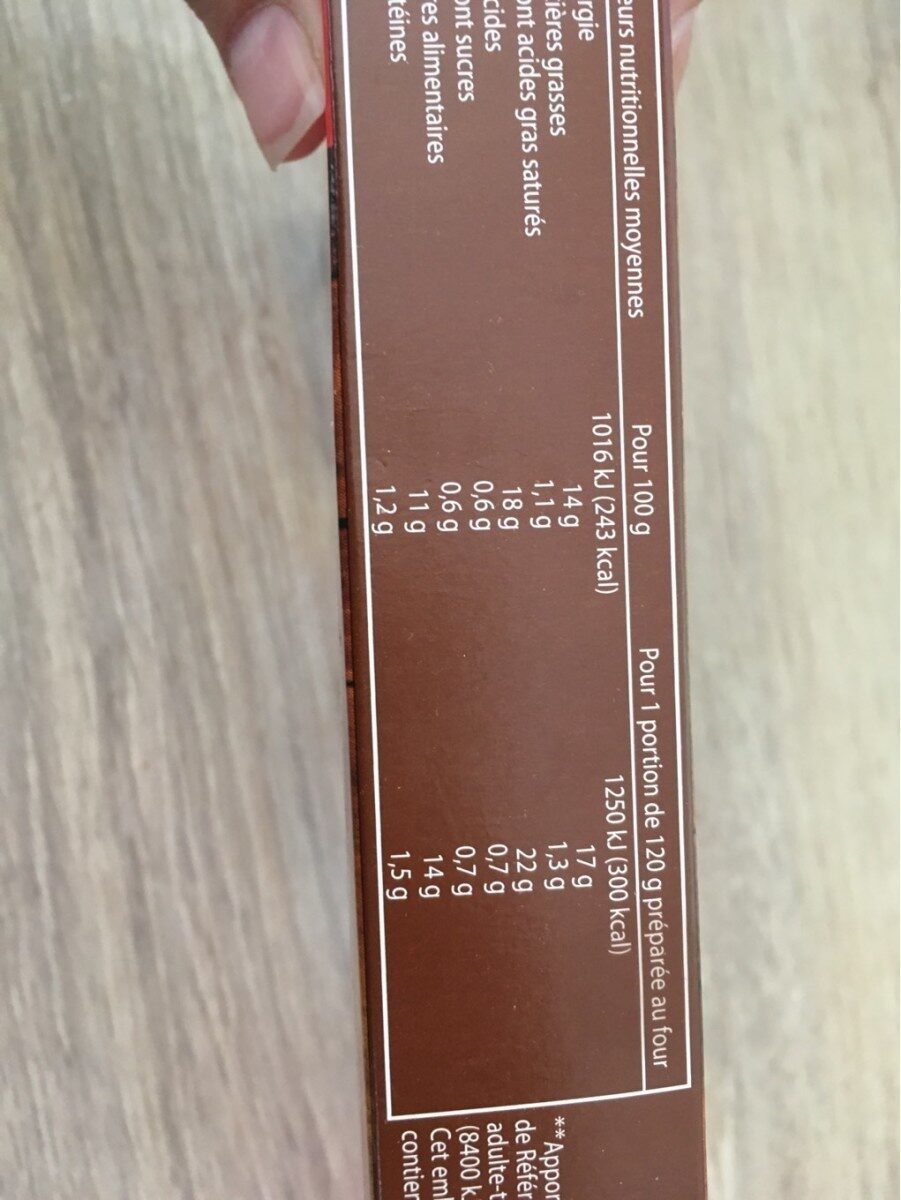 eurs nutritionnelles moyennes Pour 100 g Pour 1 portion de 120 g préparée au four
rgie 1016 kJ (243 kcal) 1250 kJ (300 kcal)
ières grasses 14 g 17 g
ont acides gras saturés 1,1 g 1,3 g
cides 18 g 22 g
ont sucres 0,6 g 0,7 g
res alimentaires 0,6 g 0,7 g
téines 11 g 14 g
1,2 g 1,5 g
** Appor
de Référ
adulte-t
(8400 k
Cet em
contien